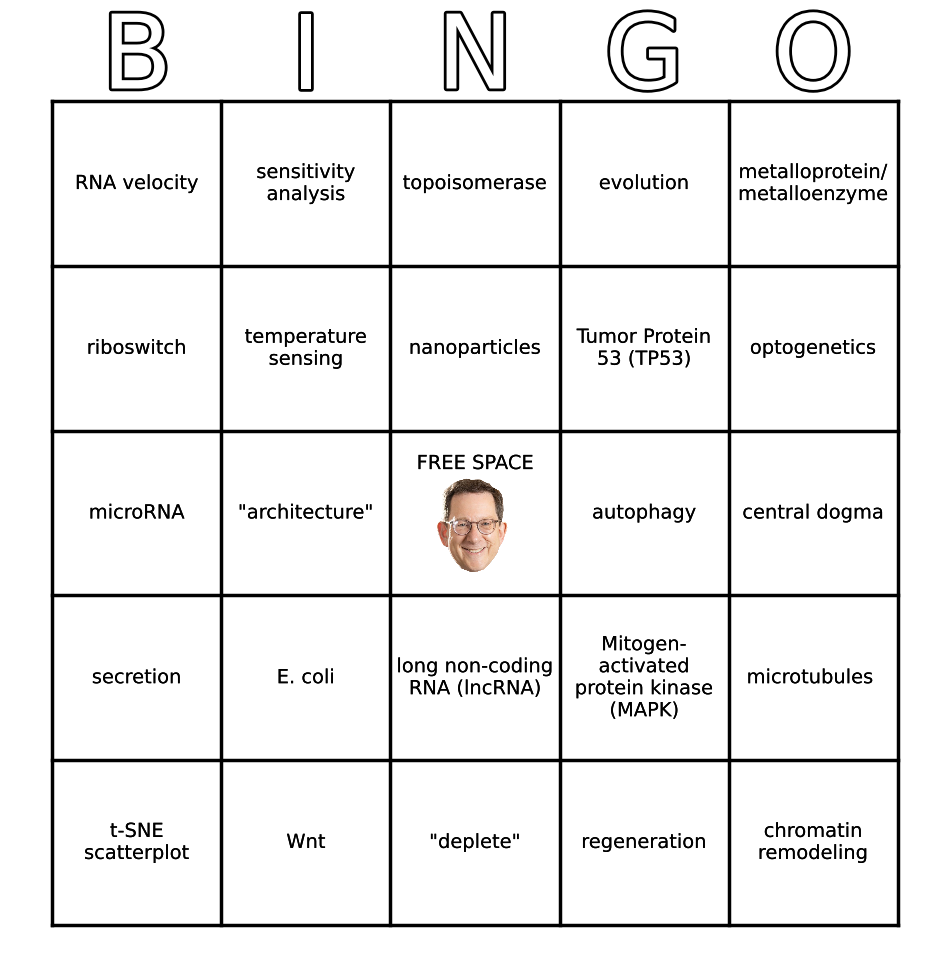 B I N G O
RNA velocity
sensitivity
analysis
topoisomerase
evolution
metalloprotein/
metalloenzyme
riboswitch
temperature
sensing
nanoparticles
Tumor Protein
53 (TP53)
optogenetics
microRNA
"architecture"
FREE SPACE
autophagy
central dogma
secretion
E. coli
long non-coding
RNA (lncRNA)
Mitogen-
activated
protein kinase
(MAPK)
microtubules
t-SNE
scatterplot
Wnt
"deplete"
regeneration
chromatin
remodeling